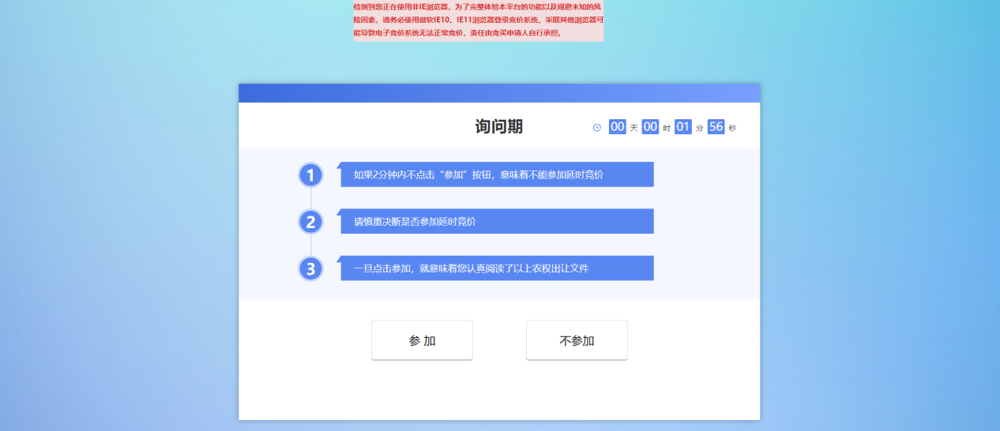 检测到您正在使用非IE浏览器，为了完整体验本平台的功能以及规避未知的风
险因素，请务必使用微软IE10、IE11浏览器登录竞价系统，采取其他浏览器可
能导致电子竞价系统无法正常竞价，责任由竞买申请人自行承担。
询问期
00 天 00 时 01 分 56 秒
1 如果2分钟内不点击“参加”按钮，意味着不能参加延时竞价
2 请慎重决断是否参加延时竞价
3 一旦点击参加，就意味着您认真阅读了以上农权出让文件
参 加 不参加